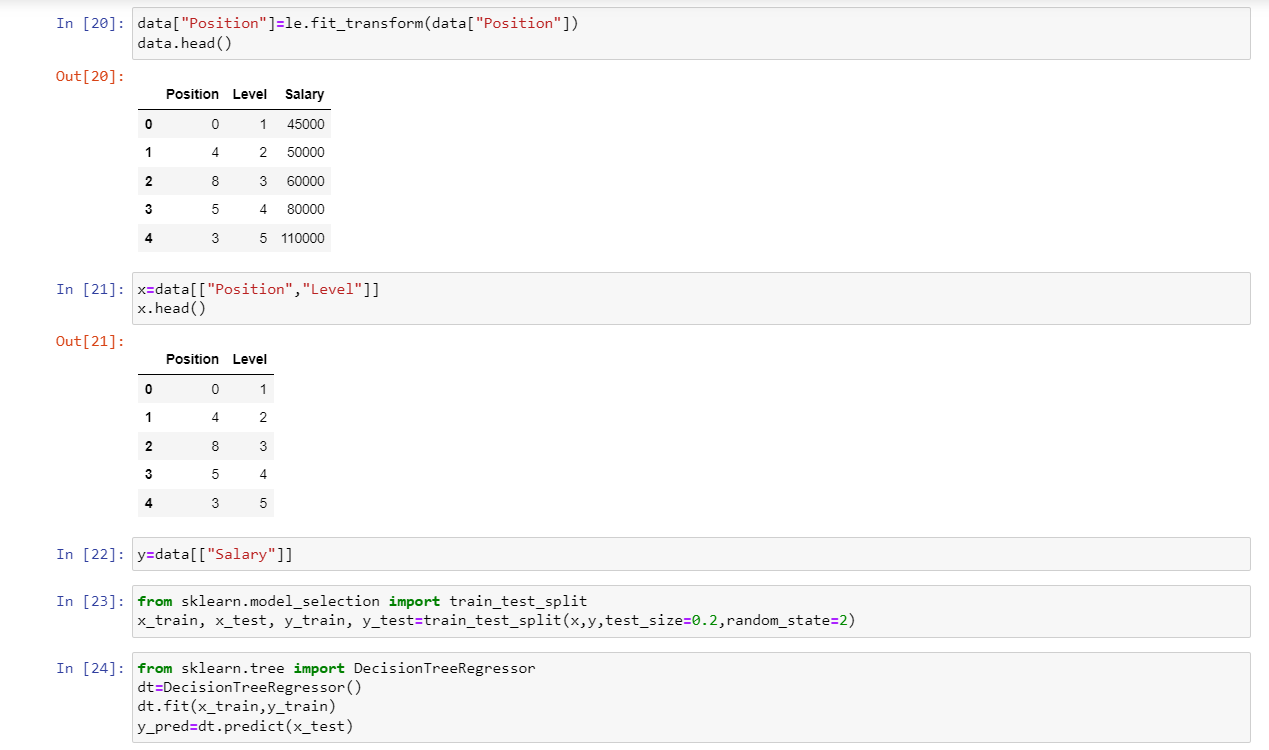 In [20]: data["Position"]=le.fit_transform(data["Position"])
data.head()
Out[20]:
Position Level Salary
0 0 1 45000
1 4 2 50000
2 8 3 60000
3 5 4 80000
4 3 5 110000
In [21]: x=data[["Position","Level"]]
x.head()
Out[21]:
Position Level
0 0 1
1 4 2
2 8 3
3 5 4
4 3 5
In [22]: y=data[["Salary"]]
In [23]: from sklearn.model_selection import train_test_split
x_train, x_test, y_train, y_test=train_test_split(x,y,test_size=0.2,random_state=2)
In [24]: from sklearn.tree import DecisionTreeRegressor
dt=DecisionTreeRegressor()
dt.fit(x_train,y_train)
y_pred=dt.predict(x_test)